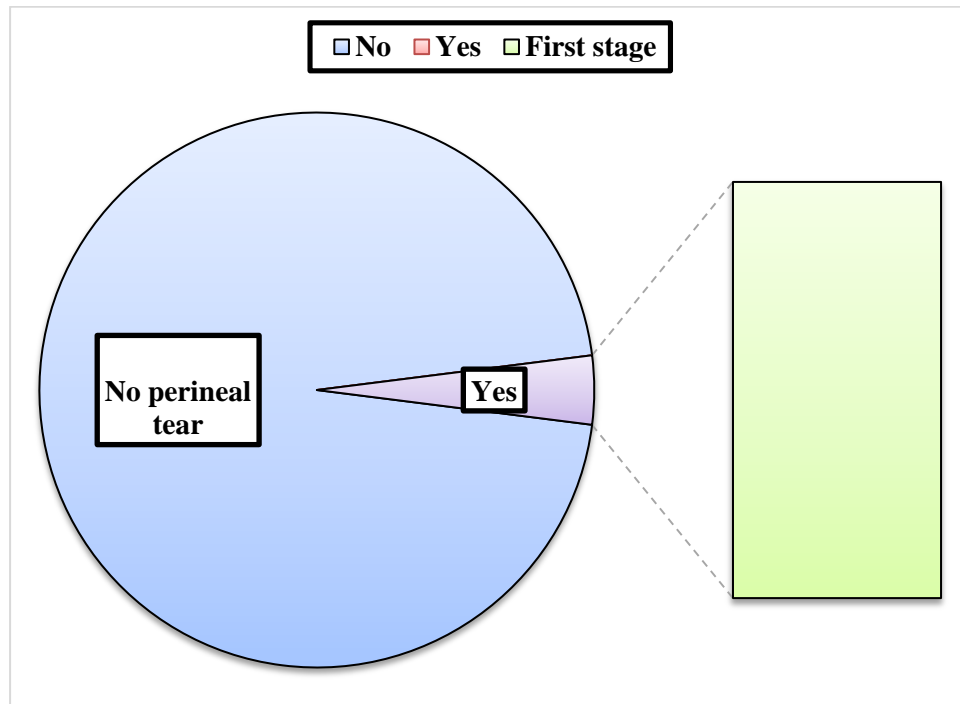 No Yes First stage
No perineal
tear
Yes